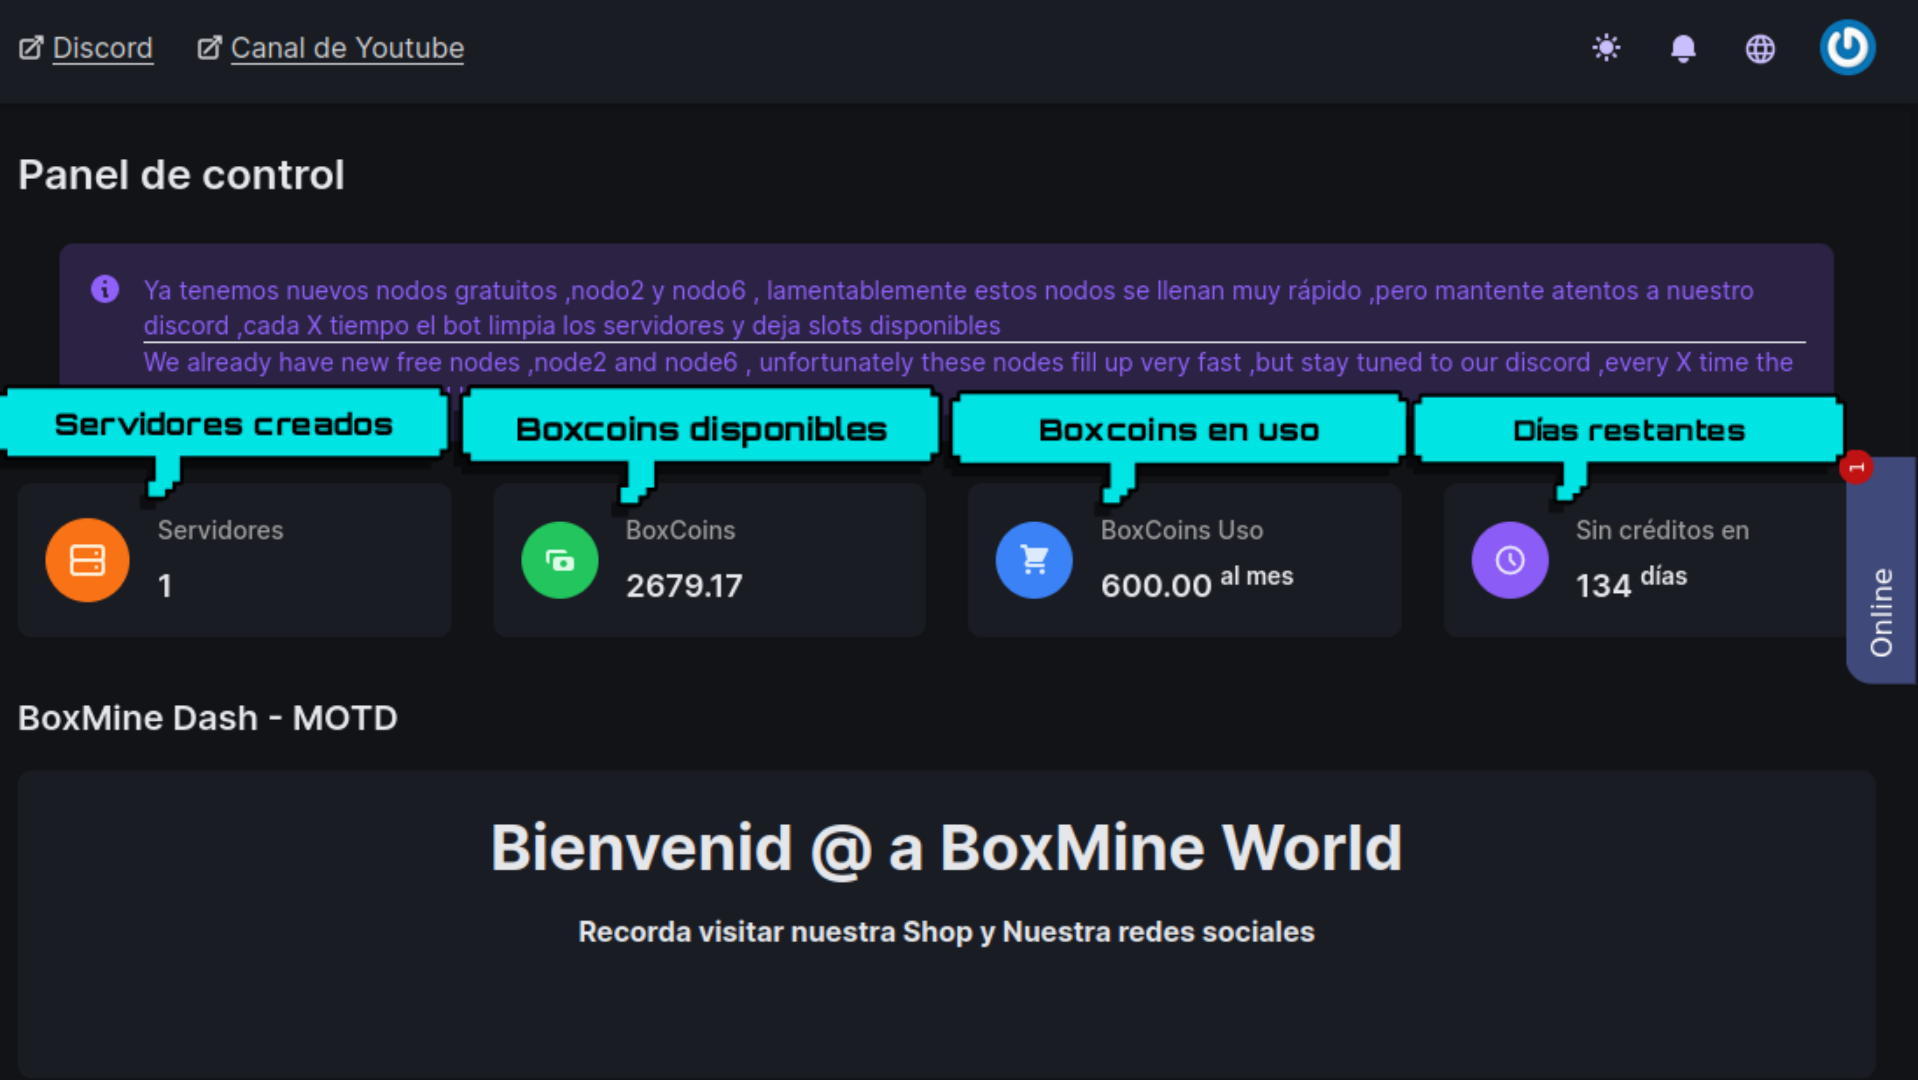 Discord
Canal de Youtube
Panel de control
Ya tenemos nuevos nodos gratuitos ,nodo2 y nodo6 , lamentablemente estos nodos se llenan muy rápido ,pero mantente atentos a nuestro
discord ,cada X tiempo el bot limpia los servidores y deja slots disponibles
We already have new free nodes ,node2 and node6 , unfortunately these nodes fill up very fast ,but stay tuned to our discord ,every X time the
Servidores creados
Boxcoins disponibles
Boxcoins en uso
Días restantes
1
Servidores
1
BoxCoins
2679.17
BoxCoins Uso
600.00 al mes
Sin créditos en
134 días
Online
BoxMine Dash - MOTD
Bienvenid @ a BoxMine World
Recorda visitar nuestra Shop y Nuestra redes sociales